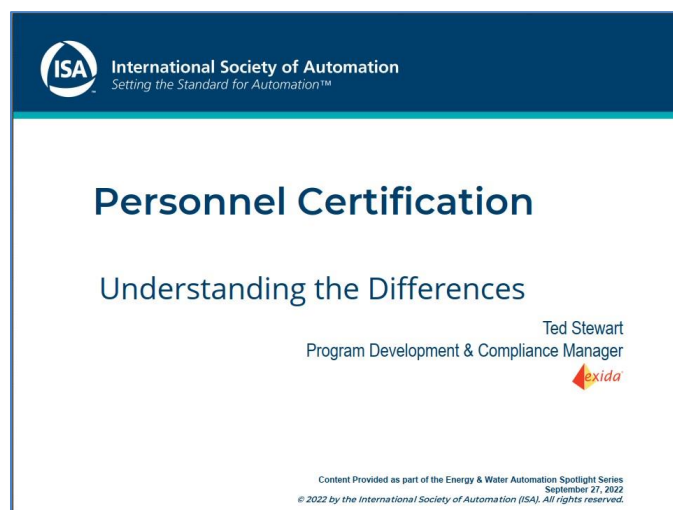 ISA
International Society of Automation
Setting the Standard for Automation™
Personnel Certification
Understanding the Differences
Ted Stewart
Program Development & Compliance Manager
exida
Content Provided as part of the Energy & Water Automation Spotlight Series
September 27, 2022
© 2022 by the International Society of Automation (ISA). All rights reserved.